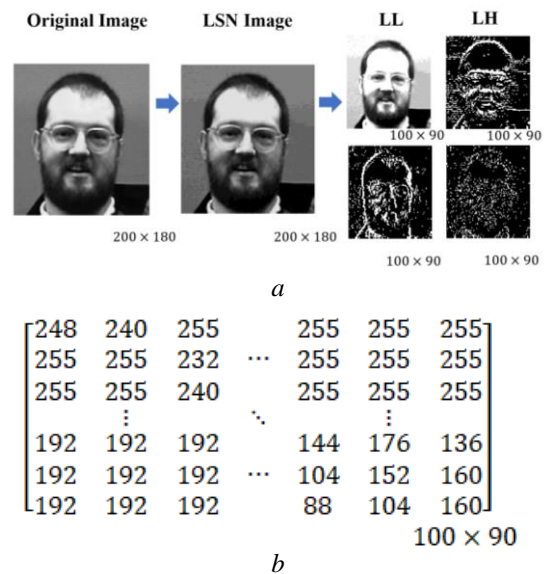 Original Image LSN Image LL LH
100 × 90 100 × 90
200 × 180 200 × 180
100 × 90 100 × 90
a
248 240 255 255 255 255
255 255 232 ⋯ 255 255 255
255 255 240 255 255 255
⋮ ⋱ ⋮
192 192 192 144 176 136
192 192 192 ⋯ 104 152 160
192 192 192 88 104 160
100 × 90
b